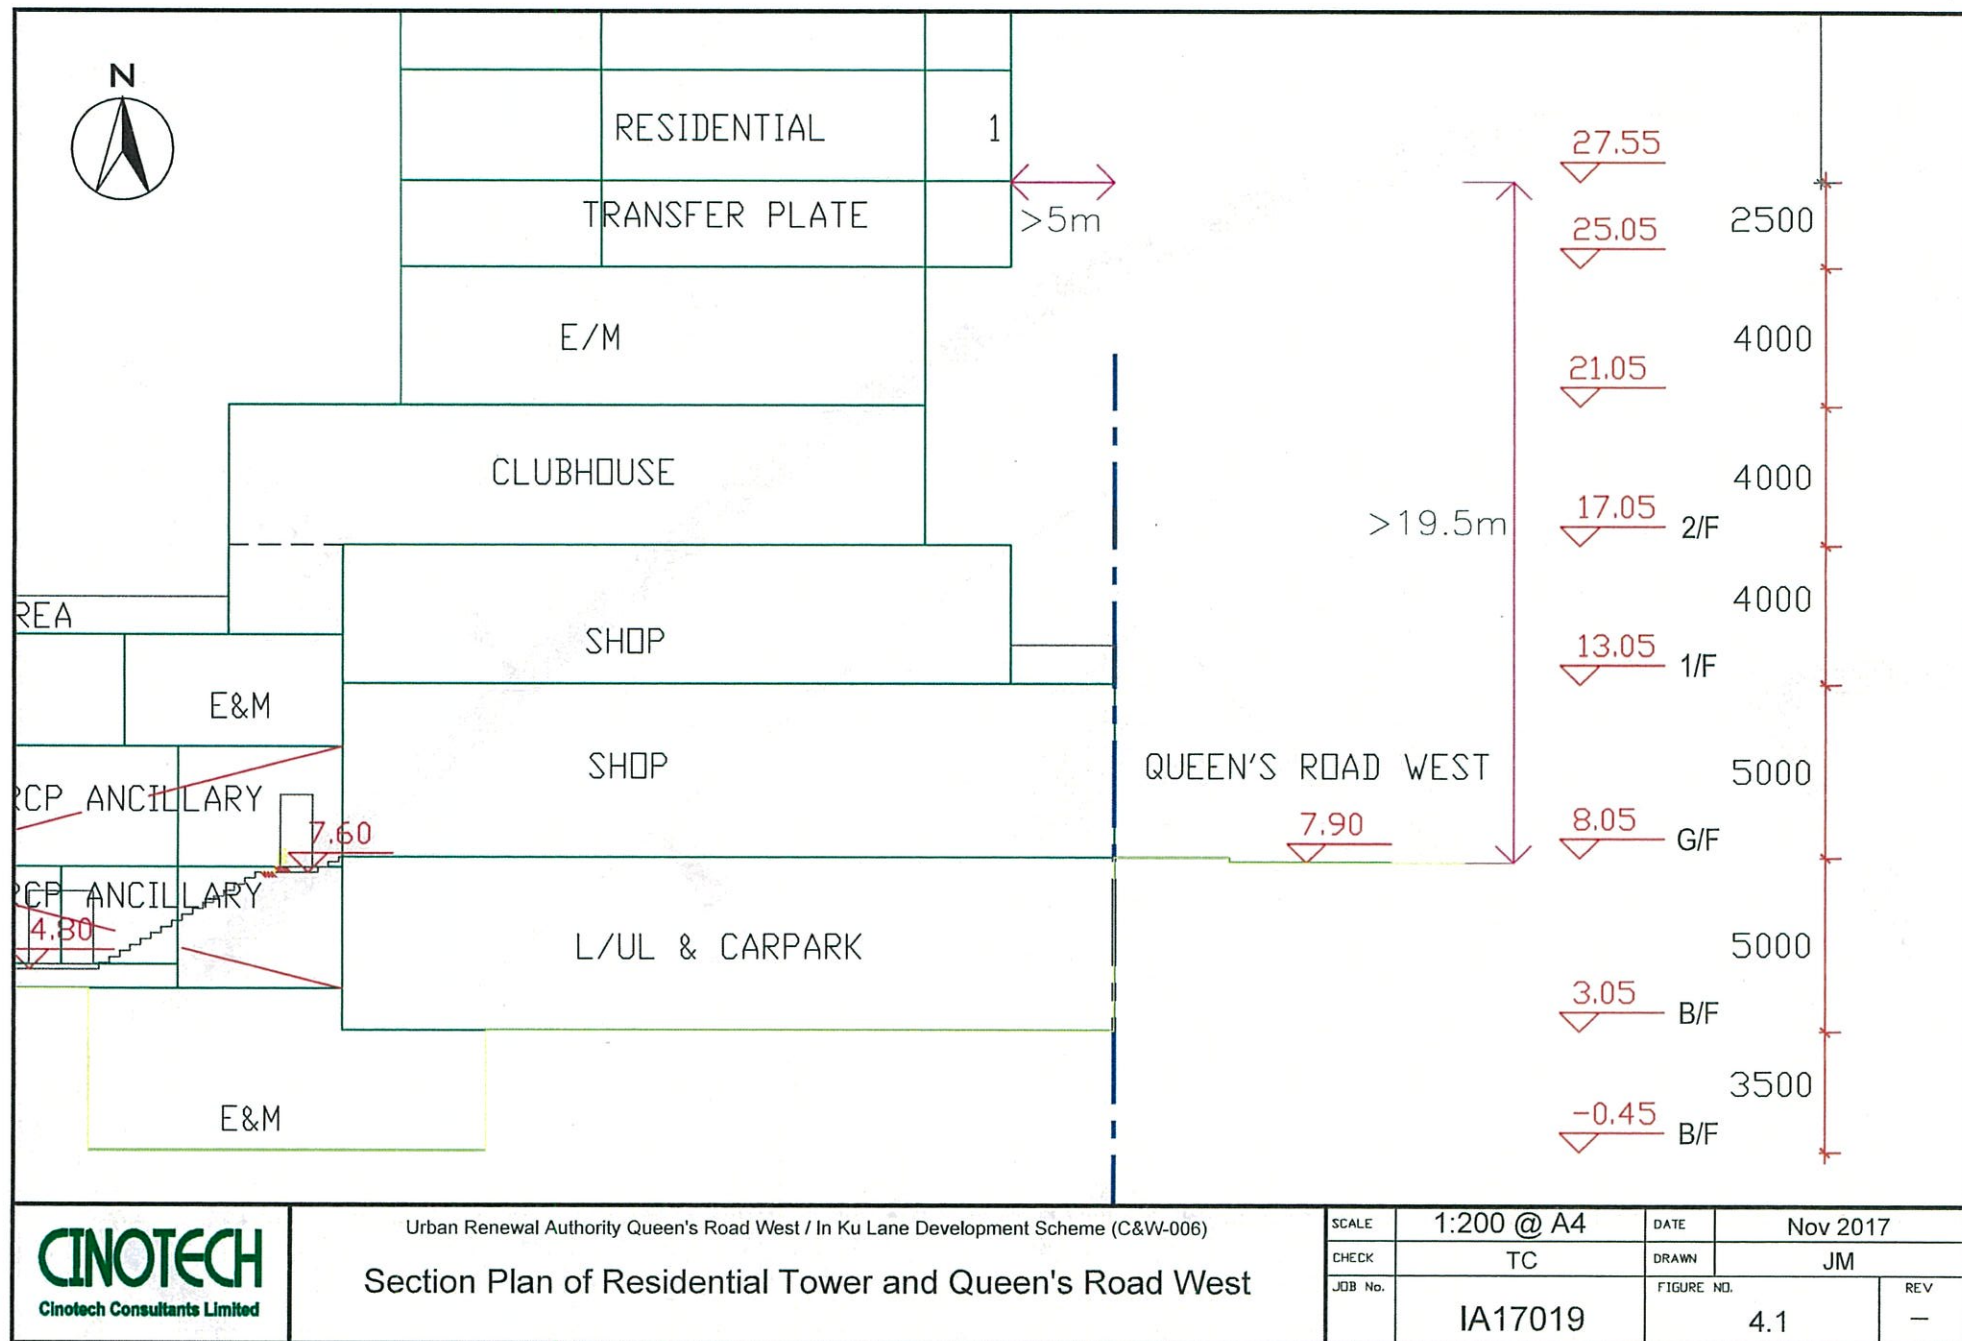 N
RESIDENTIAL 1
27.55
TRANSFER PLATE
>5m
25.05
2500
E/M
4000
21.05
CLUBHOUSE
4000
>19.5m
17.05 2/F
4000
REA
SHOP
13.05 1/F
E&M
SHOP
QUEEN'S ROAD WEST
5000
RCP ANCILLARY
7.60
7.90
8.05 G/F
RCP ANCILLARY
4.80
L/UL & CARPARK
5000
3.05 B/F
3500
E&M
-0.45 B/F
CINOTECH
Cinotech Consultants Limited
Urban Renewal Authority Queen's Road West / In Ku Lane Development Scheme (C&W-006)
Section Plan of Residential Tower and Queen's Road West
SCALE 1:200 @ A4 DATE Nov 2017
CHECK TC DRAWN JM
JOB No. IA17019 FIGURE NO. 4.1 REV –